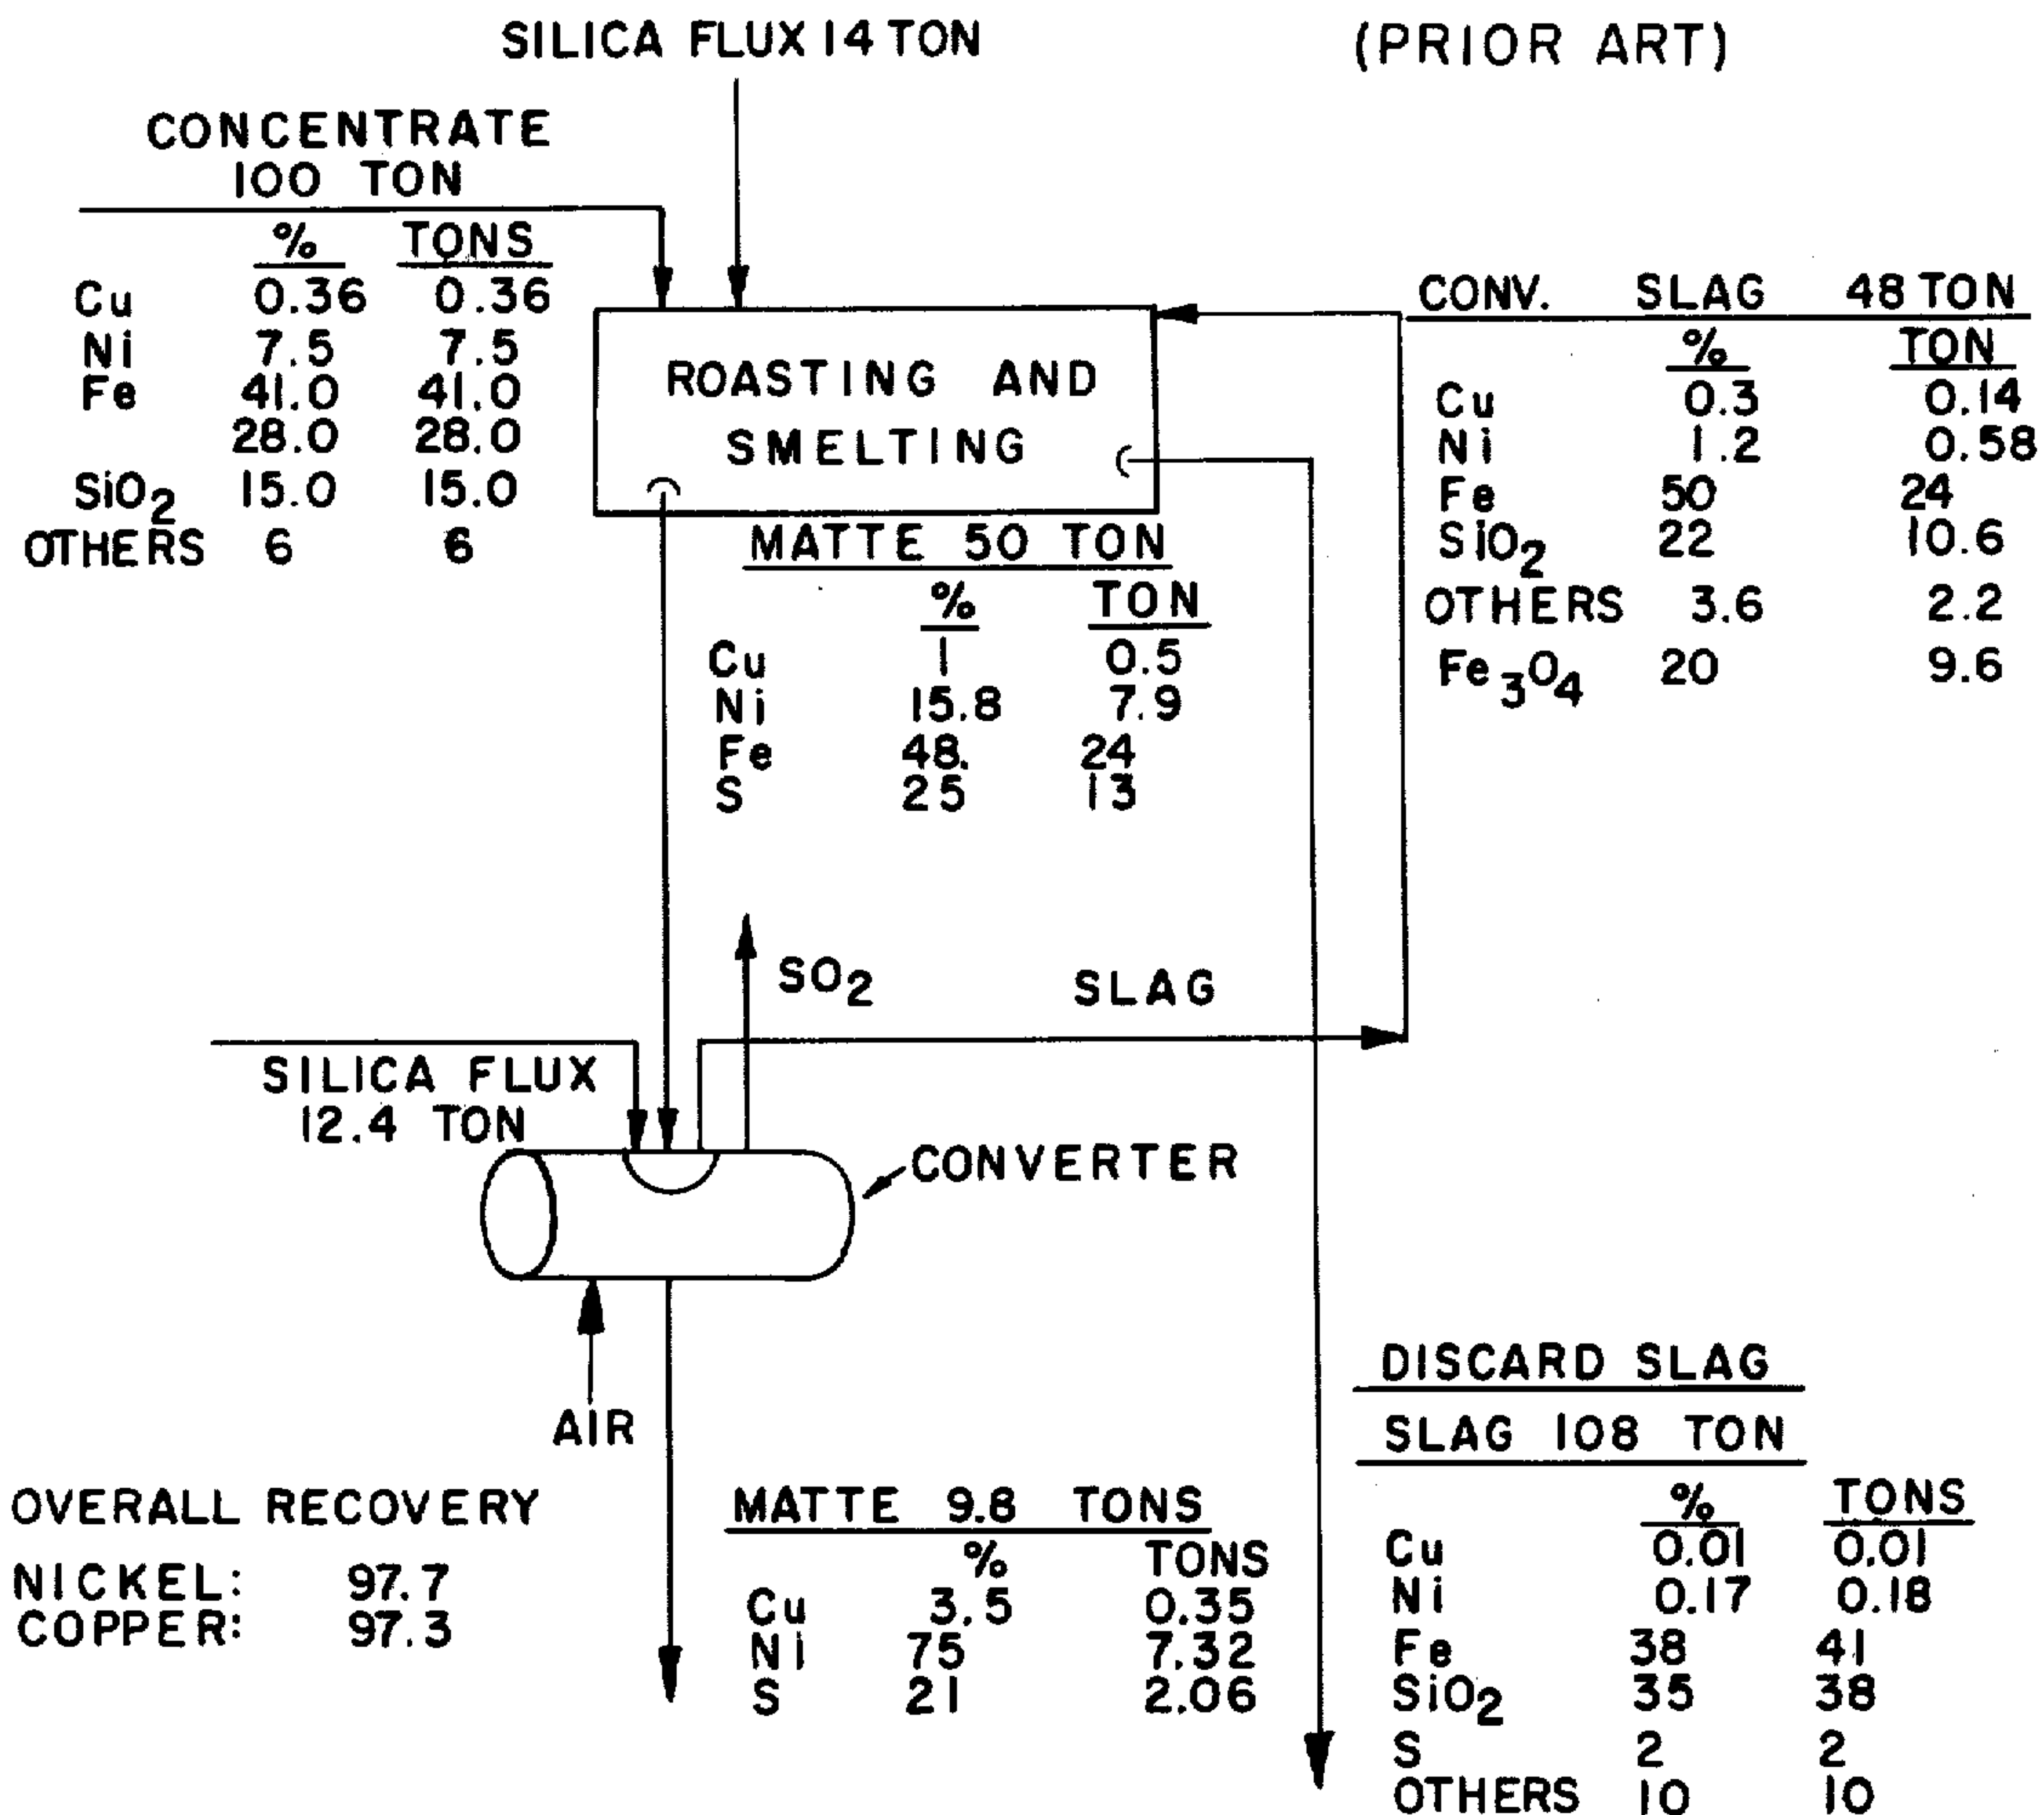 SILICA FLUX 14 TON
(PRIOR ART)
CONCENTRATE
100 TON
% TONS
Cu 0.36 0.36
Ni 7.5 7.5
Fe 41.0 41.0
28.0 28.0
SiO2 15.0 15.0
OTHERS 6 6
ROASTING AND
SMELTING
CONV. SLAG 48 TON
% TON
Cu 0.3 0.14
Ni 1.2 0.58
Fe 50 24
SiO2 22 10.6
OTHERS 3.6 2.2
Fe3O4 20 9.6
MATTE 50 TON
% TON
Cu 1 0.5
Ni 15.8 7.9
Fe 48. 24
S 25 13
SO2
SLAG
SILICA FLUX
12.4 TON
CONVERTER
AIR
OVERALL RECOVERY
NICKEL: 97.7
COPPER: 97.3
MATTE 9.8 TONS
% TONS
Cu 3.5 0.35
Ni 75 7.32
S 21 2.06
DISCARD SLAG
SLAG 108 TON
% TONS
Cu 0.01 0.01
Ni 0.17 0.18
Fe 38 41
SiO2 35 38
S 2 2
OTHERS 10 10